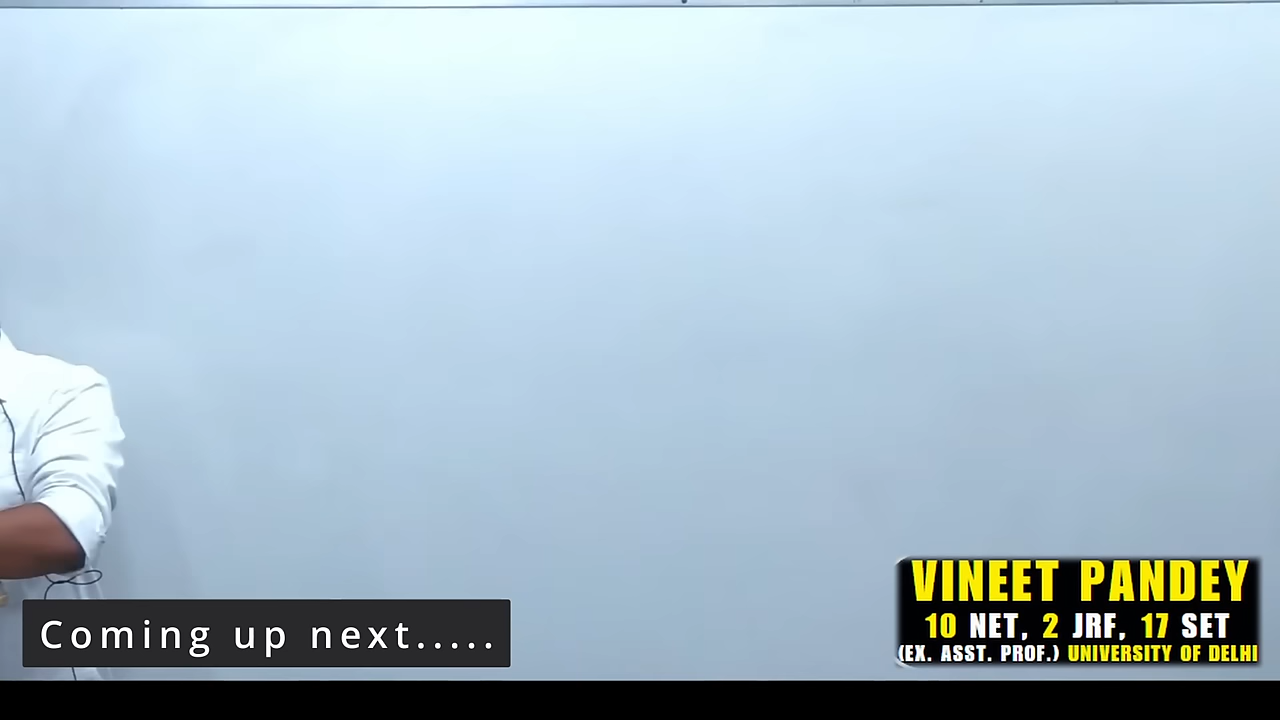 Coming up next.....
VINEET PANDEY
10 NET, 2 JRF, 17 SET
(EX. ASST. PROF.) UNIVERSITY OF DELHI